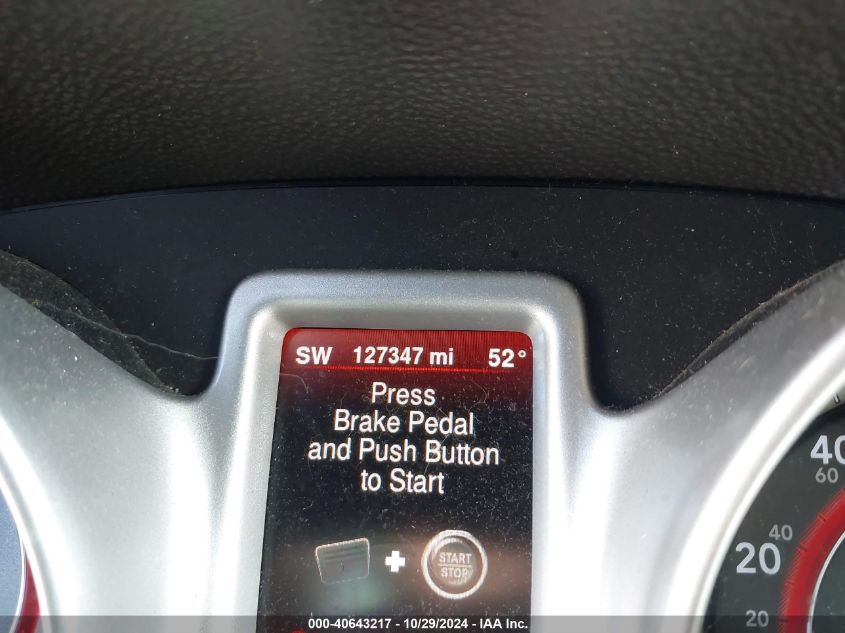 SW 127347 mi 52°
Press
Brake Pedal
and Push Button
to Start
START
STOP
40
60
40
20
20
000-40643217 - 10/29/2024 - IAA Inc.